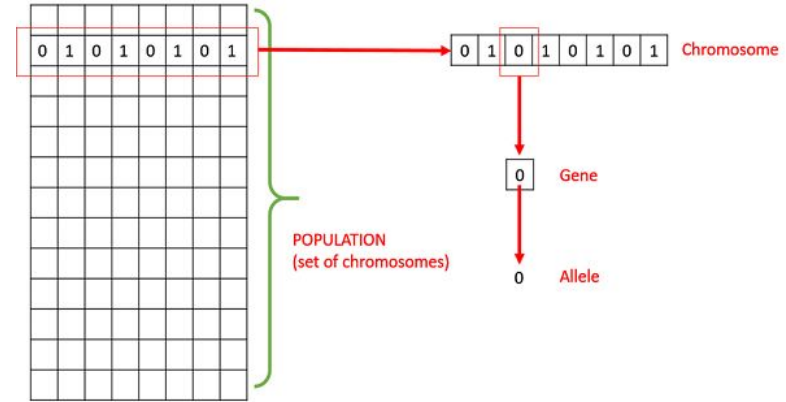 0 1 0 1 0 1 0 1
0 1 0 1 0 1 0 1 Chromosome
0 Gene
POPULATION
(set of chromosomes)
0 Allele